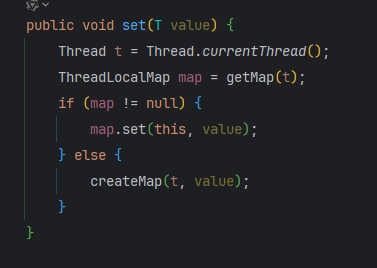 public void set(T value) {
    Thread t = Thread.currentThread();
    ThreadLocalMap map = getMap(t);
    if (map != null) {
        map.set(this, value);
    } else {
        createMap(t, value);
    }
}